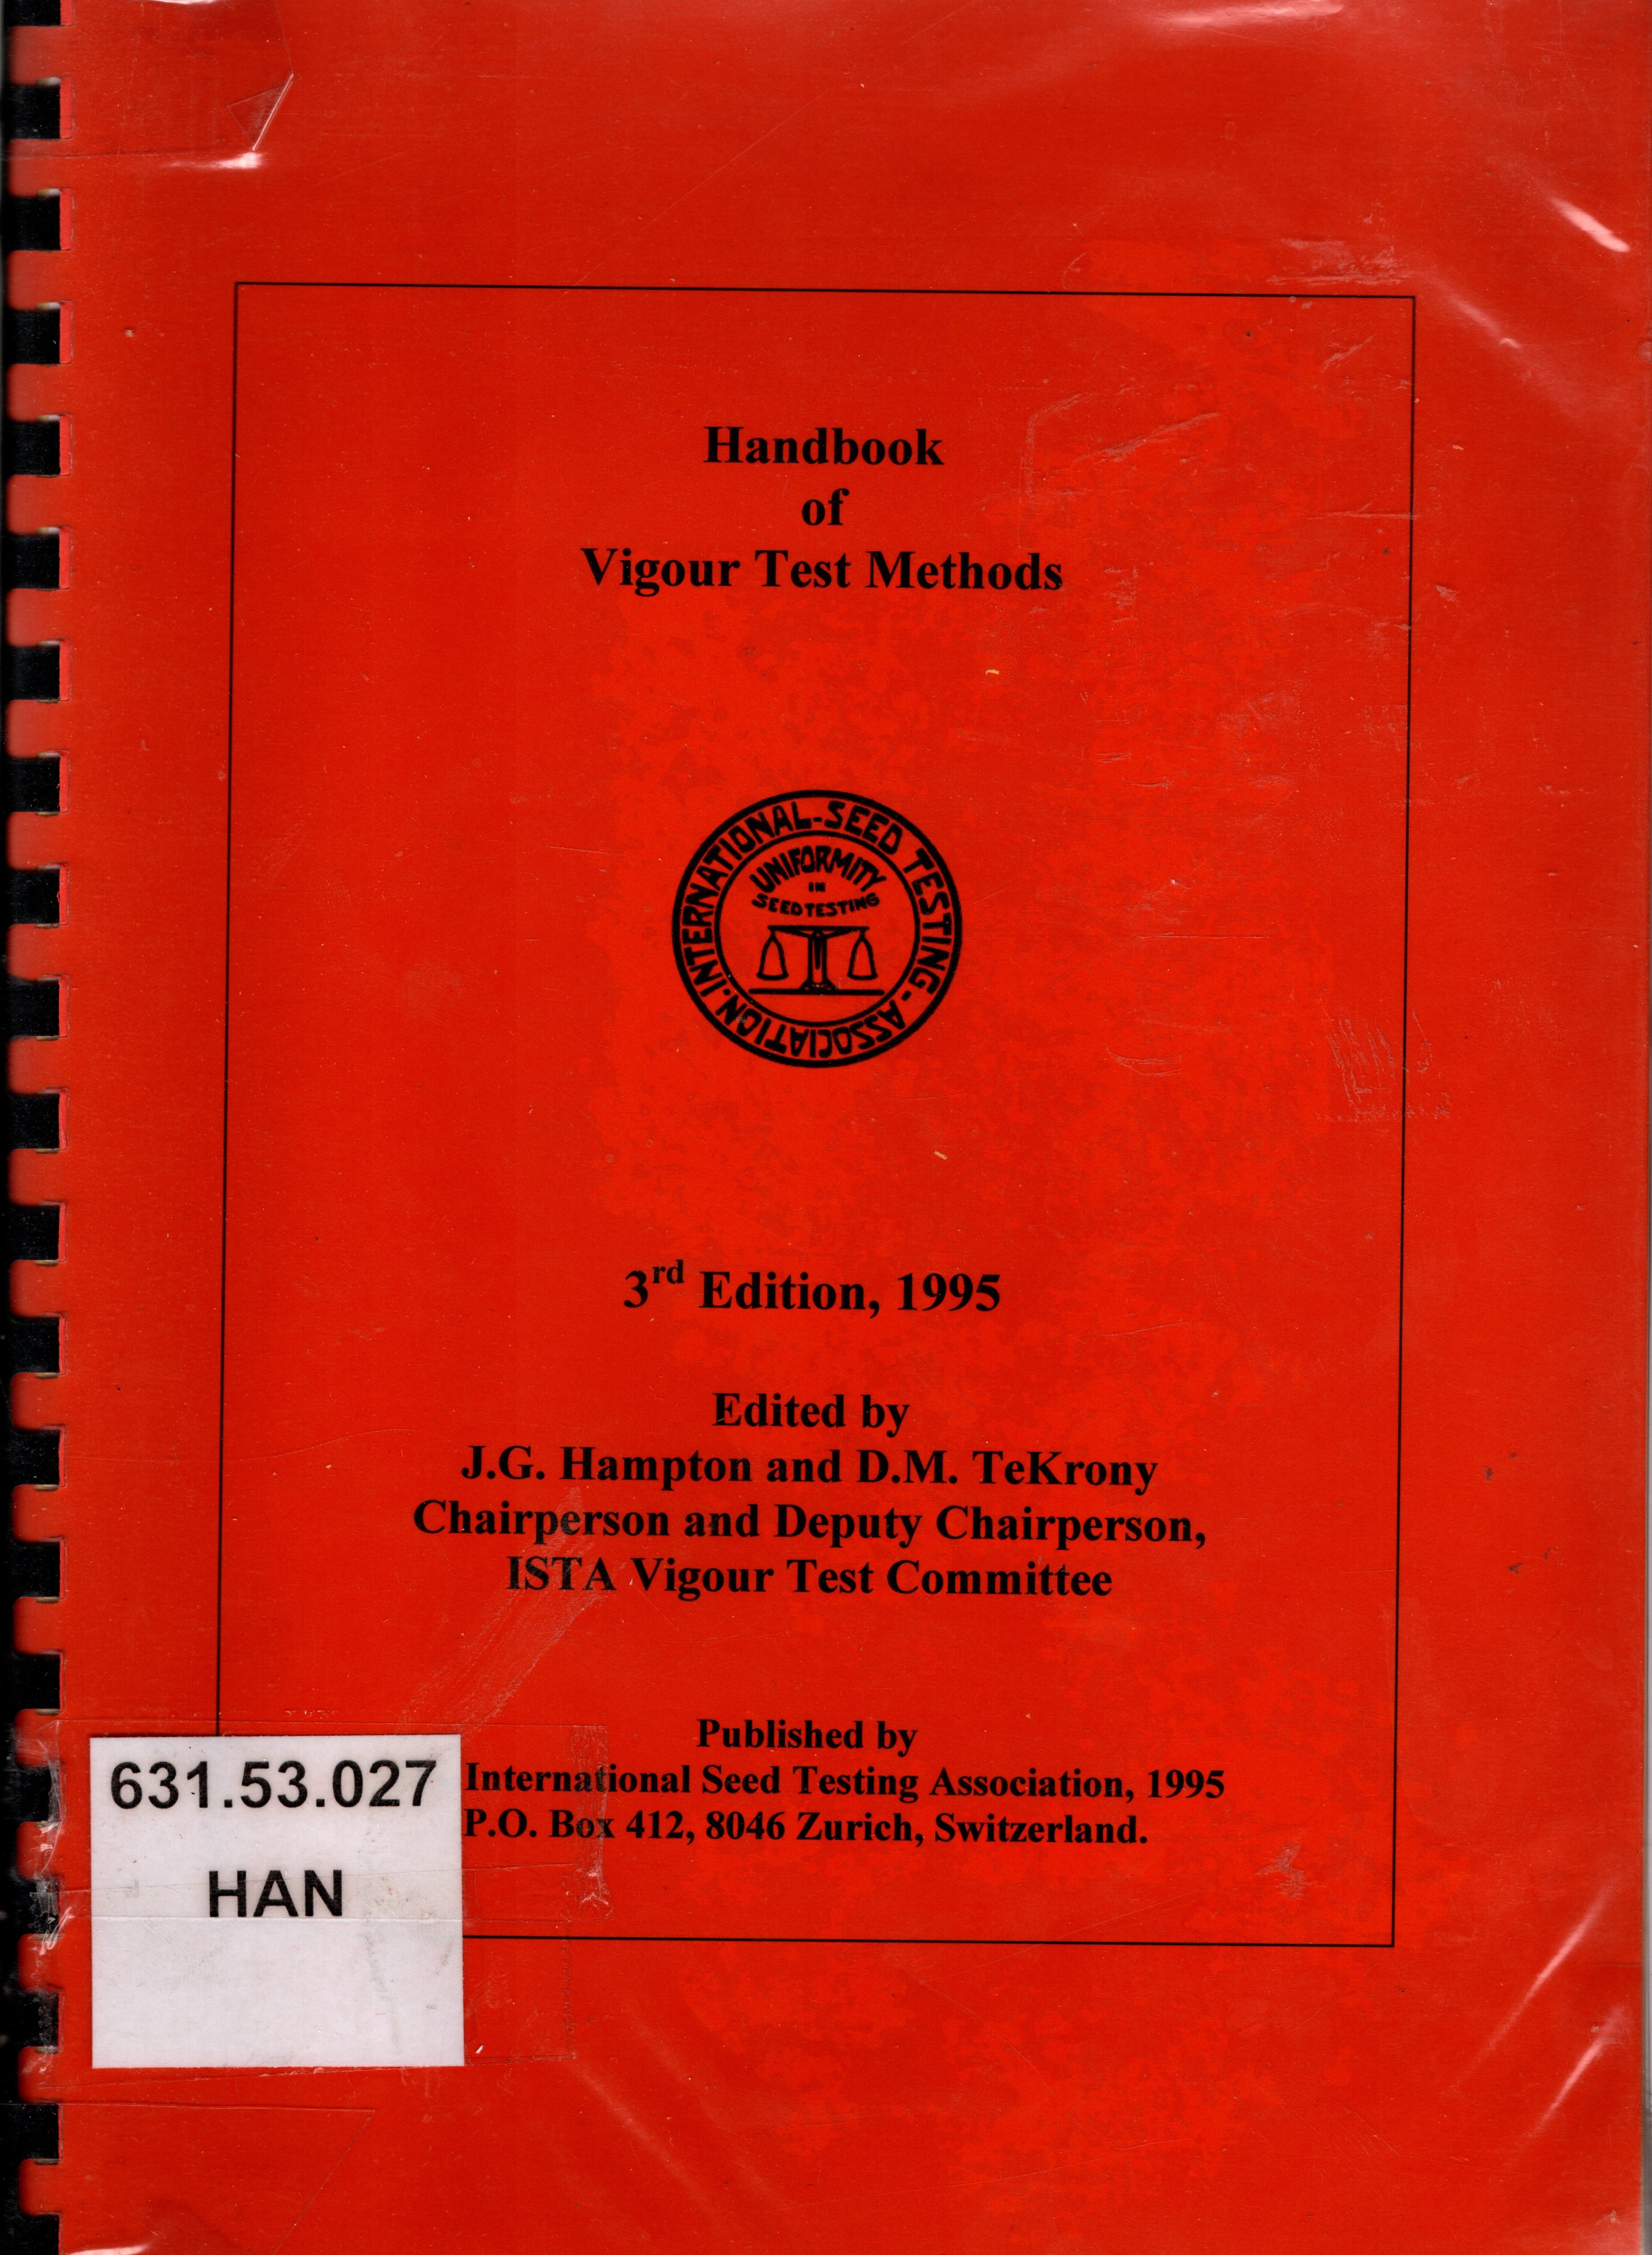 Handbook
of
Vigour Test Methods
INTERNATIONAL-SEED TESTING-ASSOCIATION.
UNIFORMITY
IN
SEED TESTING
3rd Edition, 1995
Edited by
J.G. Hampton and D.M. TeKrony
Chairperson and Deputy Chairperson,
ISTA Vigour Test Committee
Published by
International Seed Testing Association, 1995
P.O. Box 412, 8046 Zurich, Switzerland.
631.53.027
HAN